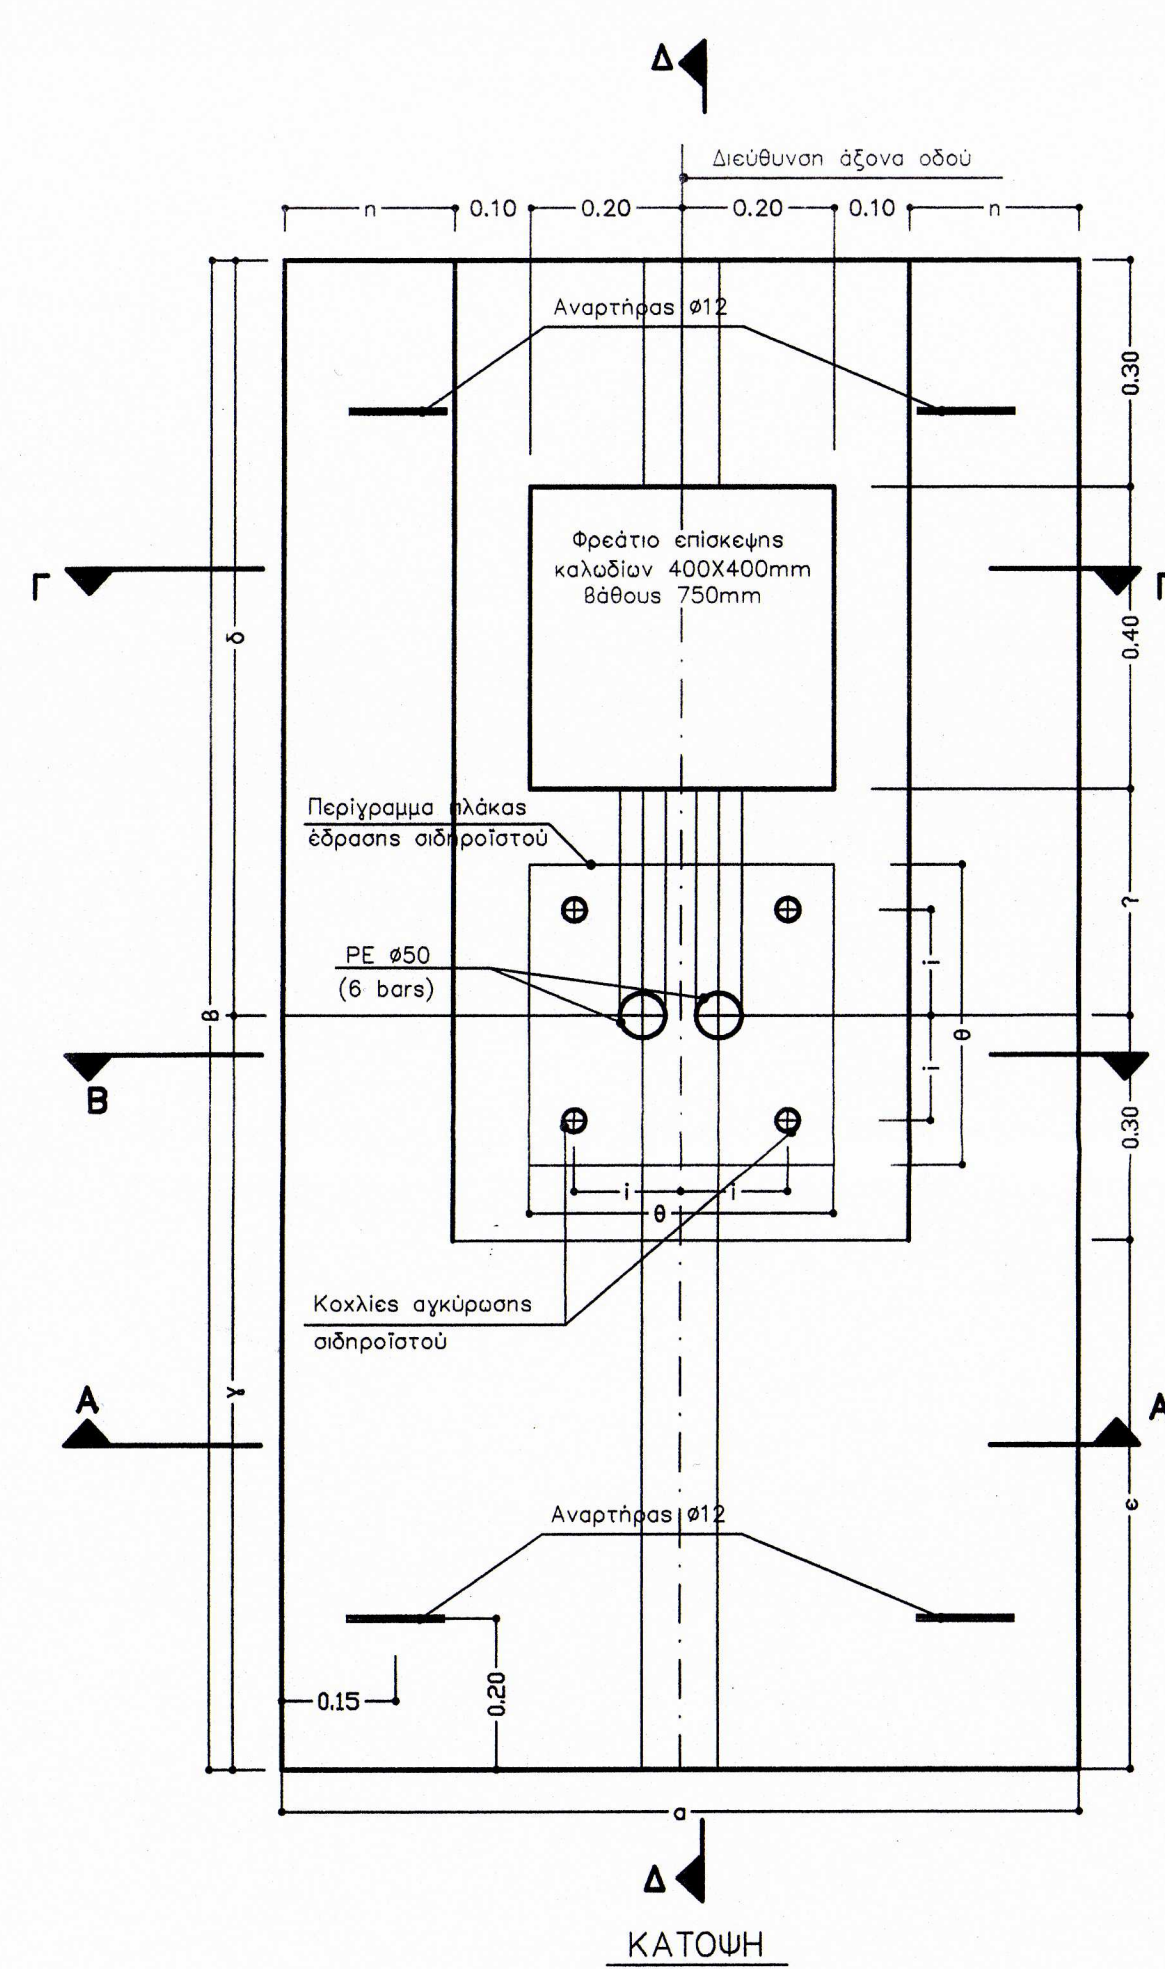 Δ
Διεύθυνση άξονα οδού
n 0.10 0.20 0.20 0.10 n
Αναρτήρας ø12
0.30
Φρεάτιο επίσκεψης
καλωδίων 400X400mm
βάθους 750mm
Γ Γ
δ
0.40
Περίγραμμα πλάκας
έδρασης σιδηροϊστού
?
i
PE ø50
(6 bars)
β
θ
i
B
0.30
i i
θ
Κοχλίες αγκύρωσης
σιδηροϊστού
γ
A A
ε
Αναρτήρας ø12
0.15
0.20
α
Δ
ΚΑΤΟΨΗ